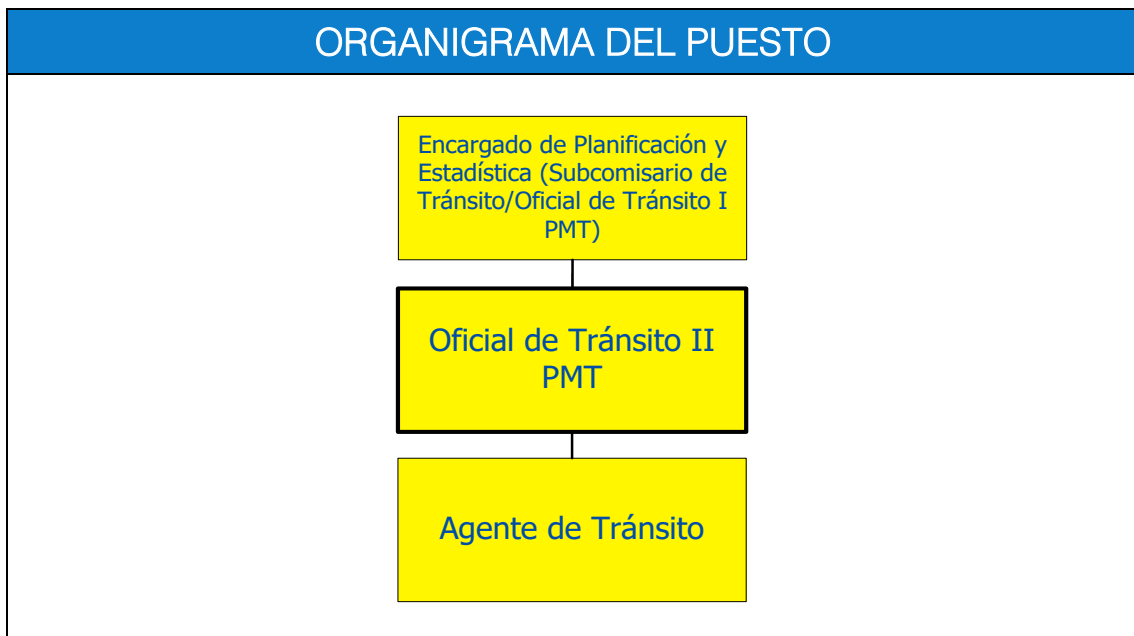 ORGANIGRAMA DEL PUESTO
Encargado de Planificación y
Estadística (Subcomisario de
Tránsito/Oficial de Tránsito I
PMT)
Oficial de Tránsito II
PMT
Agente de Tránsito